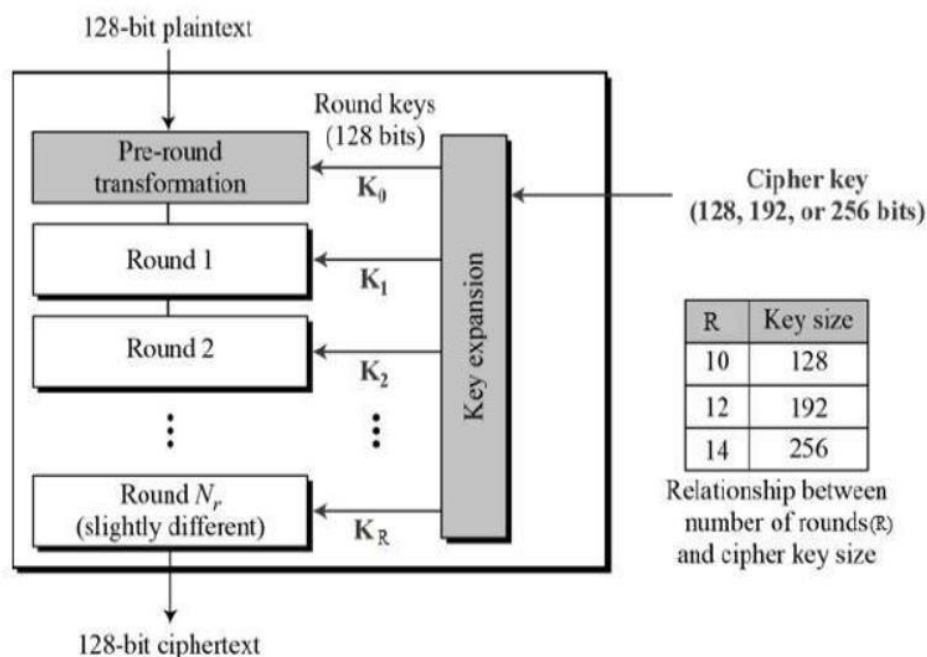 128-bit plaintext
Round keys
(128 bits)
Pre-round
transformation
K₀
Cipher key
(128, 192, or 256 bits)
Round 1
K₁
Round 2
K₂
Key expansion
Round Nᵣ
(slightly different)
K_R
128-bit ciphertext
R Key size
10 128
12 192
14 256
Relationship between
number of rounds(R)
and cipher key size